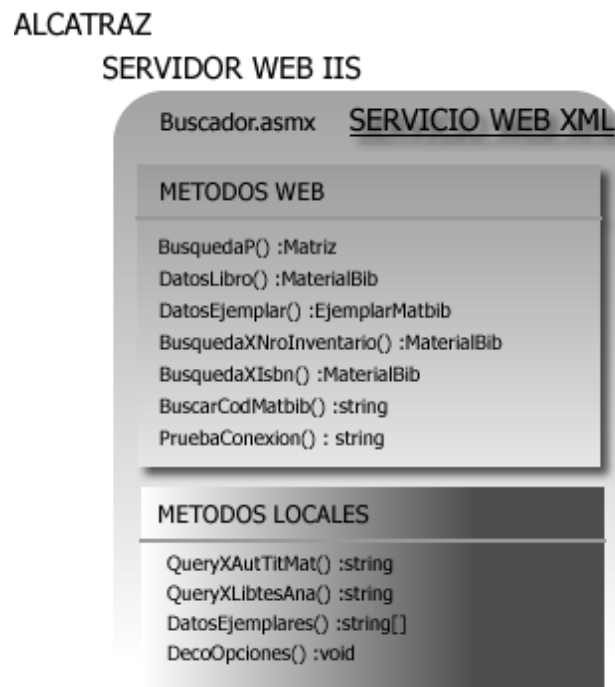 ALCATRAZ
SERVIDOR WEB IIS
Buscador.asmx SERVICIO WEB XML
METODOS WEB
BusquedaP() :Matriz
DatosLibro() :MaterialBib
DatosEjemplar() :EjemplarMatbib
BusquedaXNroInventario() :MaterialBib
BusquedaXIsbn() :MaterialBib
BuscarCodMatbib() :string
PruebaConexion() : string
METODOS LOCALES
QueryXAutTitMat() :string
QueryXLibtesAna() :string
DatosEjemplares() :string[]
DecoOpciones() :void